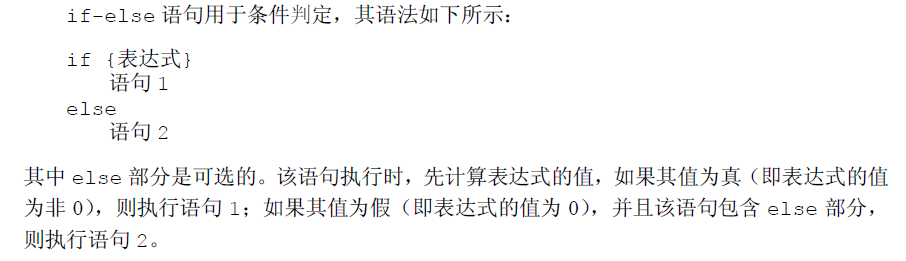 if-else 语句用于条件判定，其语法如下所示：
if {表达式}
语句 1
else
语句 2
其中 else 部分是可选的。该语句执行时，先计算表达式的值，如果其值为真（即表达式的值
为非 0），则执行语句 1；如果其值为假（即表达式的值为 0），并且该语句包含 else 部分，
则执行语句 2。